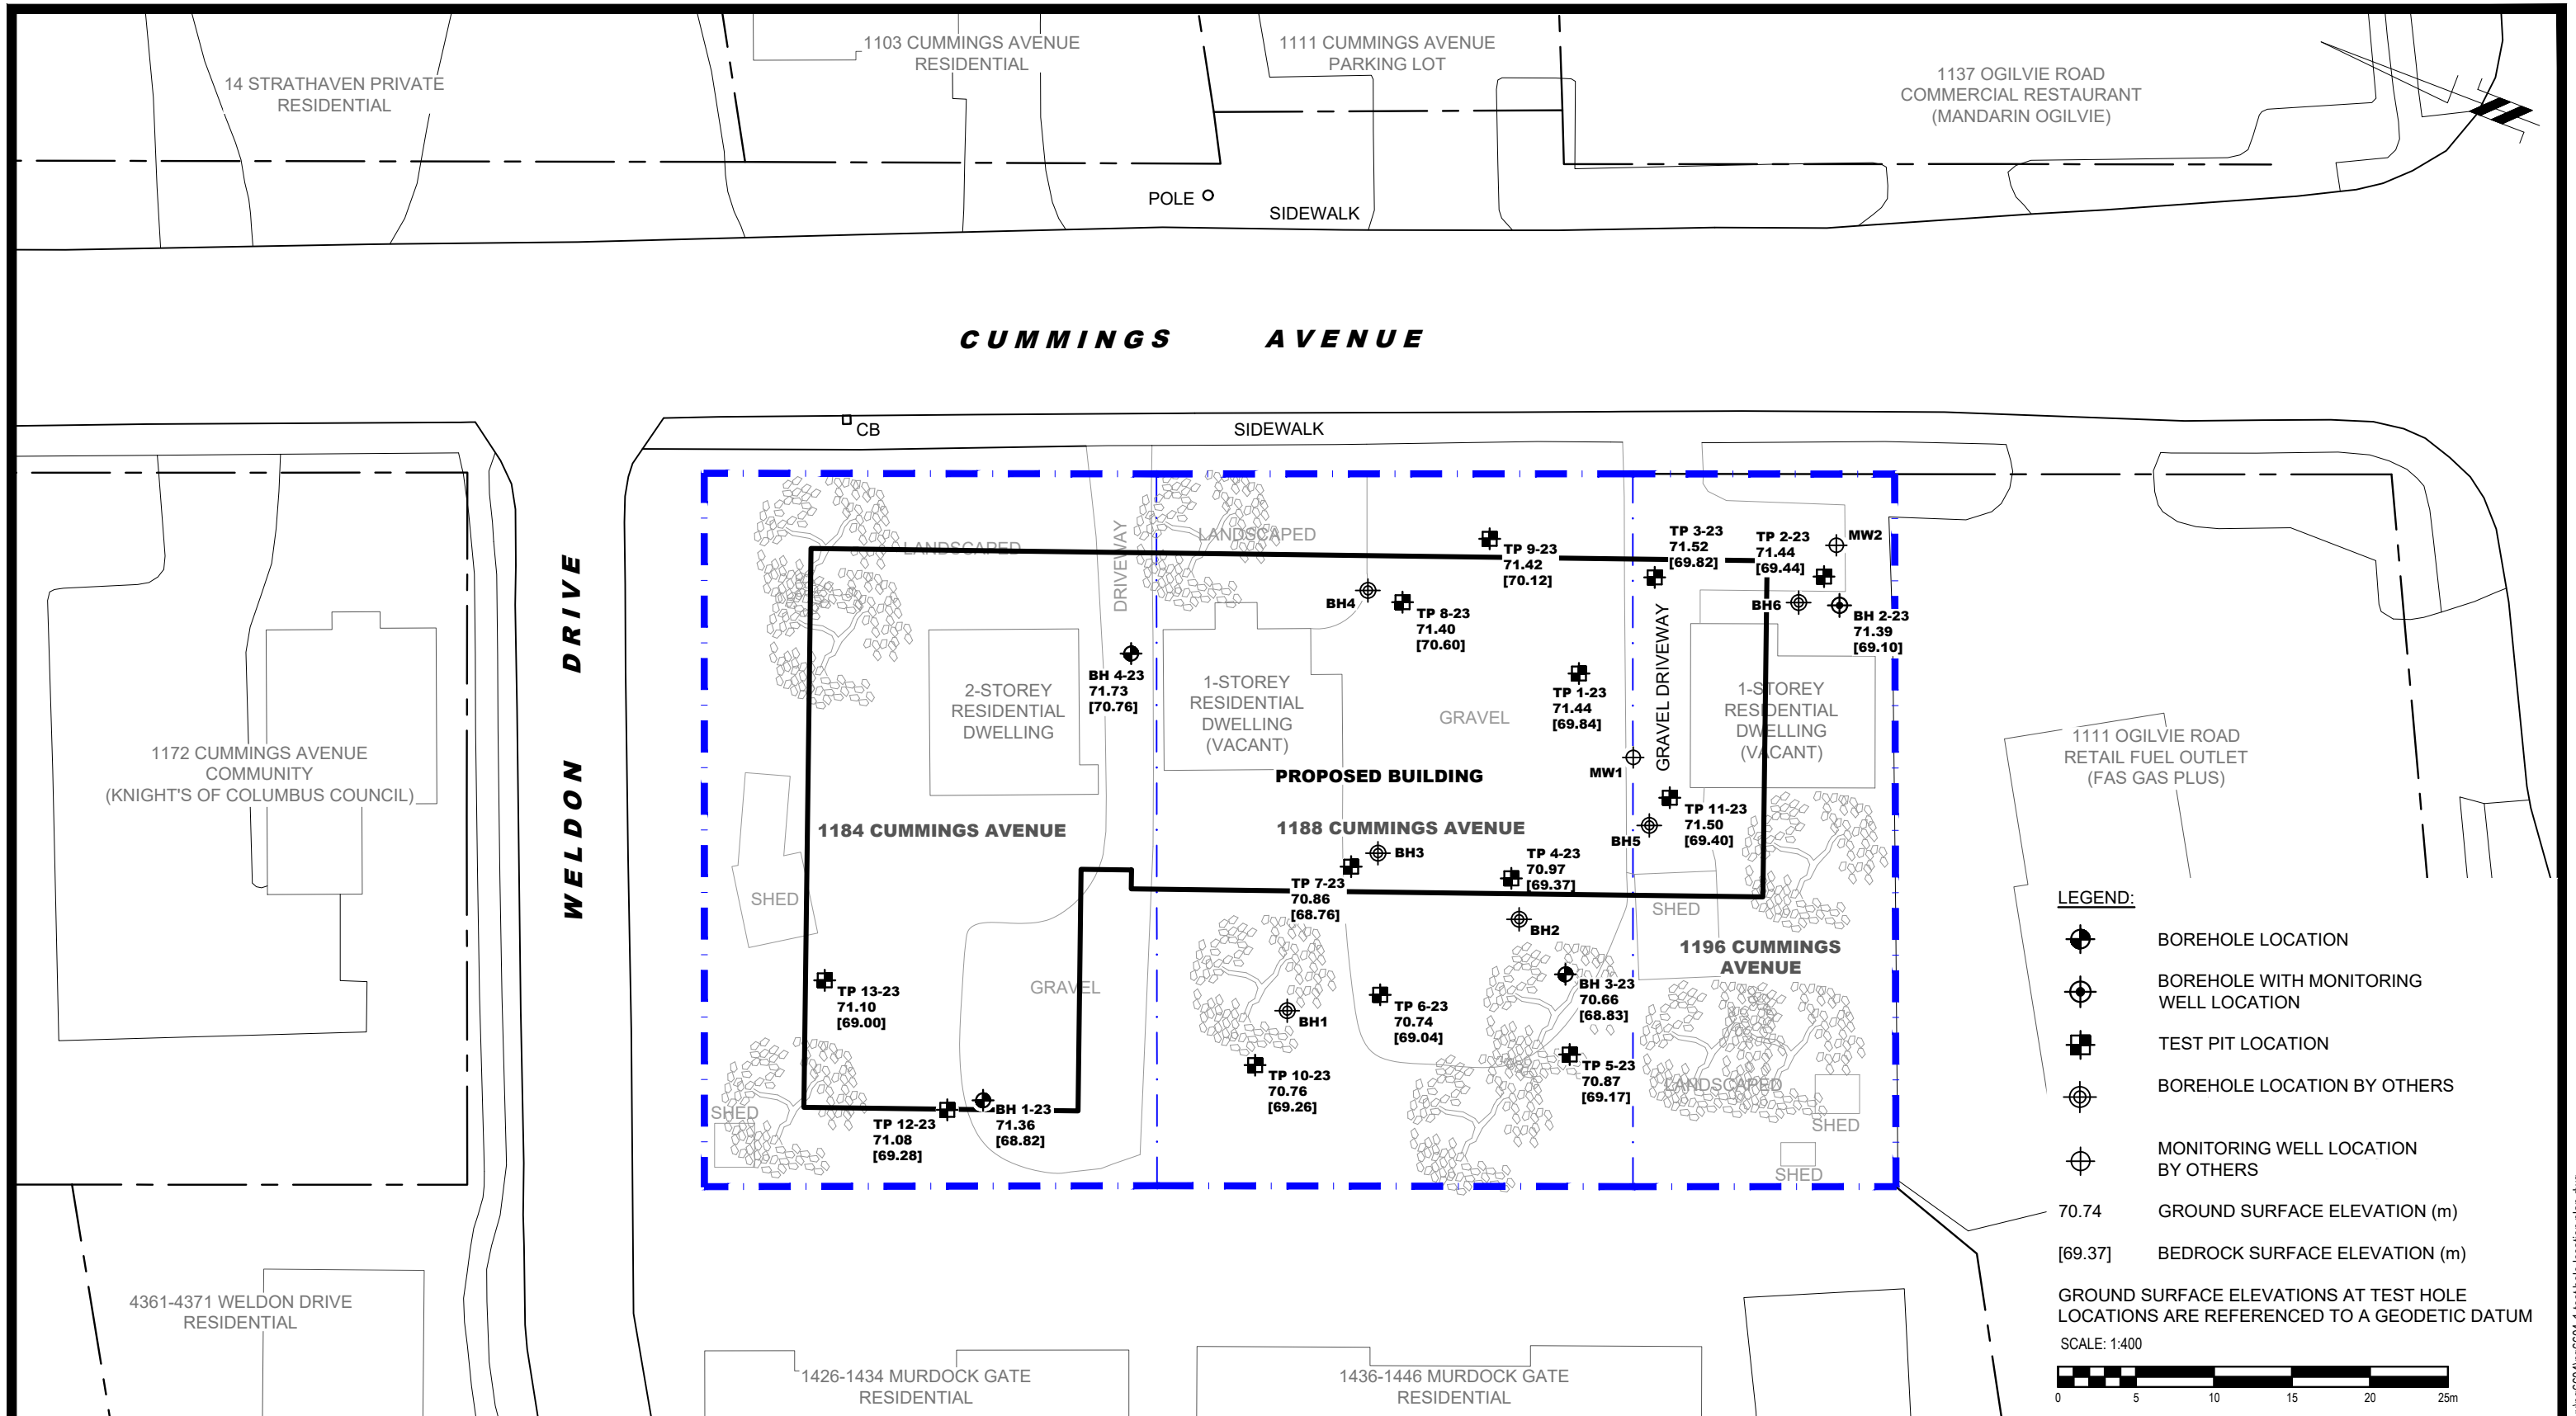 14 STRATHAVEN PRIVATE
RESIDENTIAL
1103 CUMMINGS AVENUE
RESIDENTIAL
1111 CUMMINGS AVENUE
PARKING LOT
1137 OGILVIE ROAD
COMMERCIAL RESTAURANT
(MANDARIN OGILVIE)
POLE
SIDEWALK
CUMMINGS AVENUE
CB
SIDEWALK
WELDON DRIVE
LANDSCAPED
DRIVEWAY
LANDSCAPED
TP 9-23
71.42
[70.12]
TP 3-23
71.52
[69.82]
TP 2-23
71.44
[69.44]
MW2
BH4
TP 8-23
71.40
[70.60]
BH6
BH 2-23
71.39
[69.10]
GRAVEL DRIVEWAY
BH 4-23
71.73
[70.76]
2-STOREY
RESIDENTIAL
DWELLING
1-STOREY
RESIDENTIAL
DWELLING
(VACANT)
GRAVEL
TP 1-23
71.44
[69.84]
1-STOREY
RESIDENTIAL
DWELLING
(VACANT)
1172 CUMMINGS AVENUE
COMMUNITY
(KNIGHT'S OF COLUMBUS COUNCIL)
1111 OGILVIE ROAD
RETAIL FUEL OUTLET
(FAS GAS PLUS)
PROPOSED BUILDING
MW1
1184 CUMMINGS AVENUE
1188 CUMMINGS AVENUE
TP 11-23
71.50
[69.40]
BH5
BH3
TP 4-23
70.97
[69.37]
TP 7-23
70.86
[68.76]
SHED
SHED
BH2
1196 CUMMINGS
AVENUE
TP 13-23
71.10
[69.00]
GRAVEL
BH1
TP 6-23
70.74
[69.04]
BH 3-23
70.66
[68.83]
TP 10-23
70.76
[69.26]
TP 5-23
70.87
[69.17]
LANDSCAPED
SHED
SHED
SHED
TP 12-23
71.08
[69.28]
BH 1-23
71.36
[68.82]
LEGEND:
BOREHOLE LOCATION
BOREHOLE WITH MONITORING
WELL LOCATION
TEST PIT LOCATION
BOREHOLE LOCATION BY OTHERS
MONITORING WELL LOCATION
BY OTHERS
70.74 GROUND SURFACE ELEVATION (m)
[69.37] BEDROCK SURFACE ELEVATION (m)
GROUND SURFACE ELEVATIONS AT TEST HOLE
LOCATIONS ARE REFERENCED TO A GEODETIC DATUM
SCALE: 1:400
0 5 10 15 20 25m
4361-4371 WELDON DRIVE
RESIDENTIAL
1426-1434 MURDOCK GATE
RESIDENTIAL
1436-1446 MURDOCK GATE
RESIDENTIAL